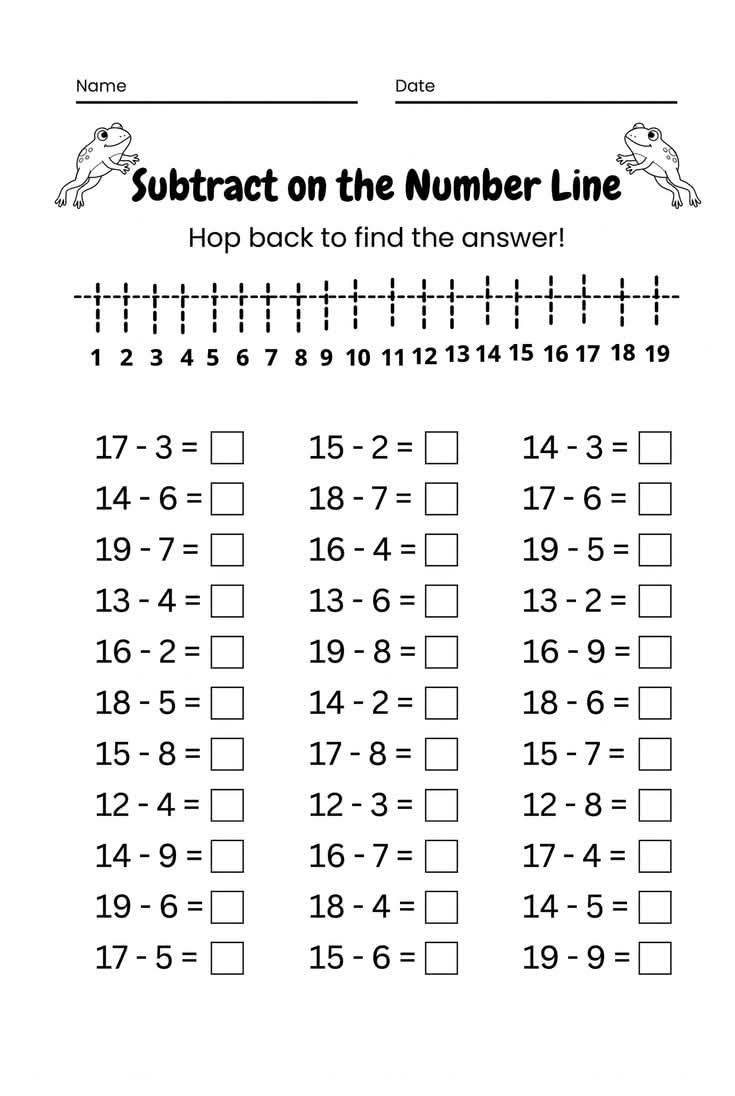 Name Date
Subtract on the Number Line
Hop back to find the answer!
1 2 3 4 5 6 7 8 9 10 11 12 13 14 15 16 17 18 19
17 - 3 = 15 - 2 = 14 - 3 =
14 - 6 = 18 - 7 = 17 - 6 =
19 - 7 = 16 - 4 = 19 - 5 =
13 - 4 = 13 - 6 = 13 - 2 =
16 - 2 = 19 - 8 = 16 - 9 =
18 - 5 = 14 - 2 = 18 - 6 =
15 - 8 = 17 - 8 = 15 - 7 =
12 - 4 = 12 - 3 = 12 - 8 =
14 - 9 = 16 - 7 = 17 - 4 =
19 - 6 = 18 - 4 = 14 - 5 =
17 - 5 = 15 - 6 = 19 - 9 =